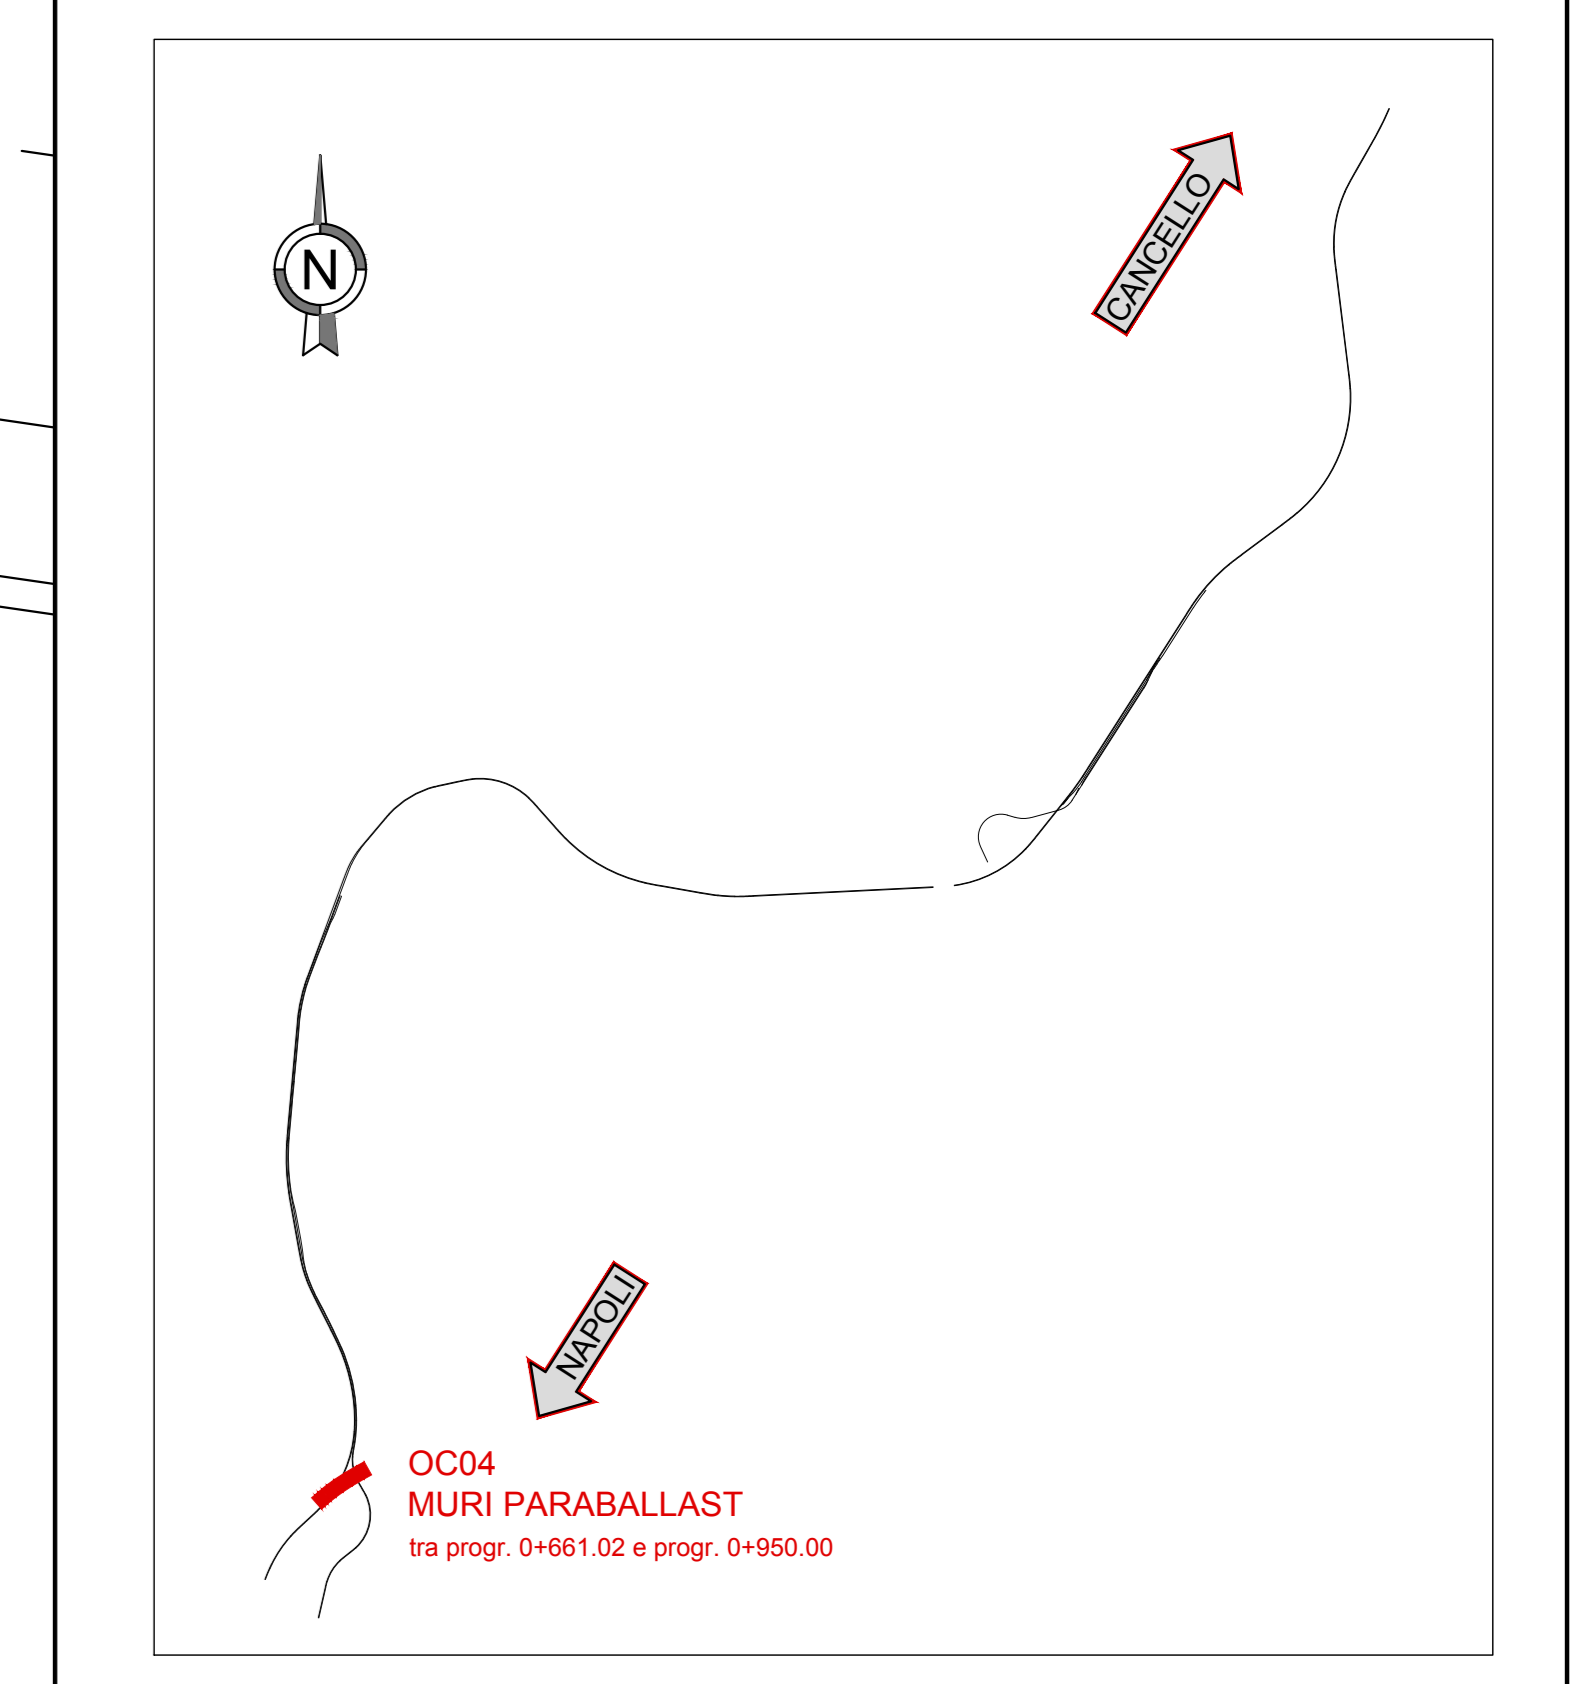 N
CANCELLO
NAPOLI
OC04
MURI PARABALLAST
tra progr. 0+661.02 e progr. 0+950.00